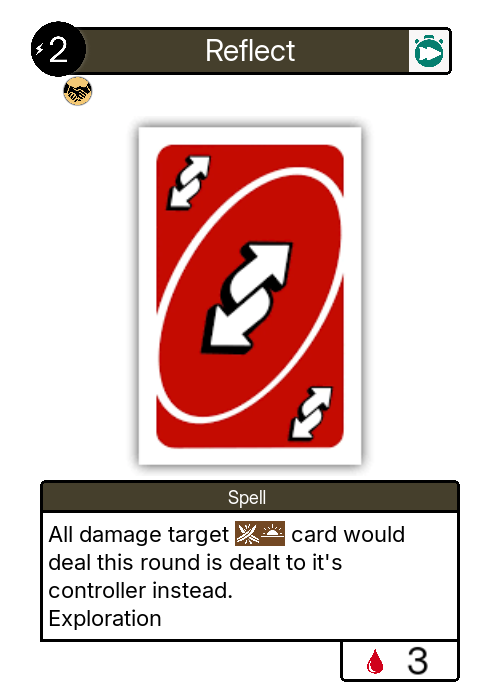 2
Reflect
Spell
All damage target card would
deal this round is dealt to it's
controller instead.
Exploration
3